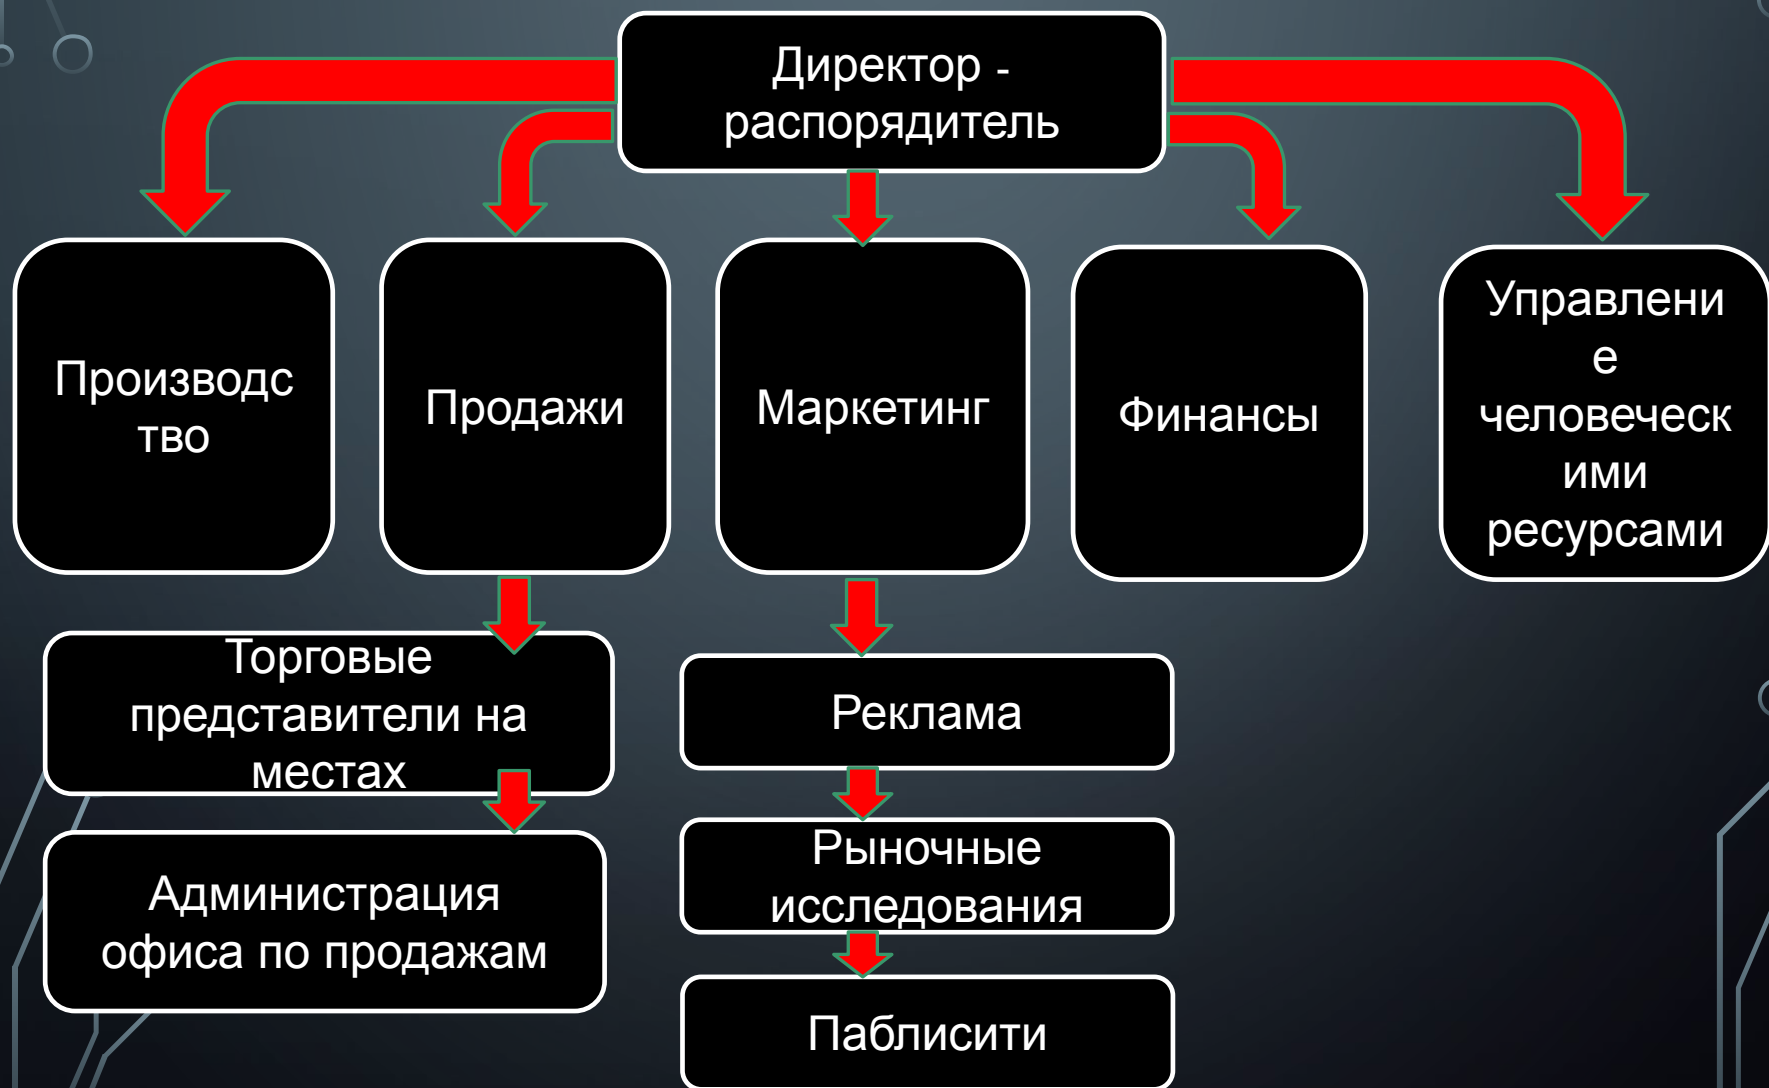 Директор -
распорядитель
Производс
тво
Продажи
Маркетинг
Финансы
Управлени
е
человеческ
ими
ресурсами
Торговые
представители на
местах
Администрация
офиса по продажам
Реклама
Рыночные
исследования
Паблисити